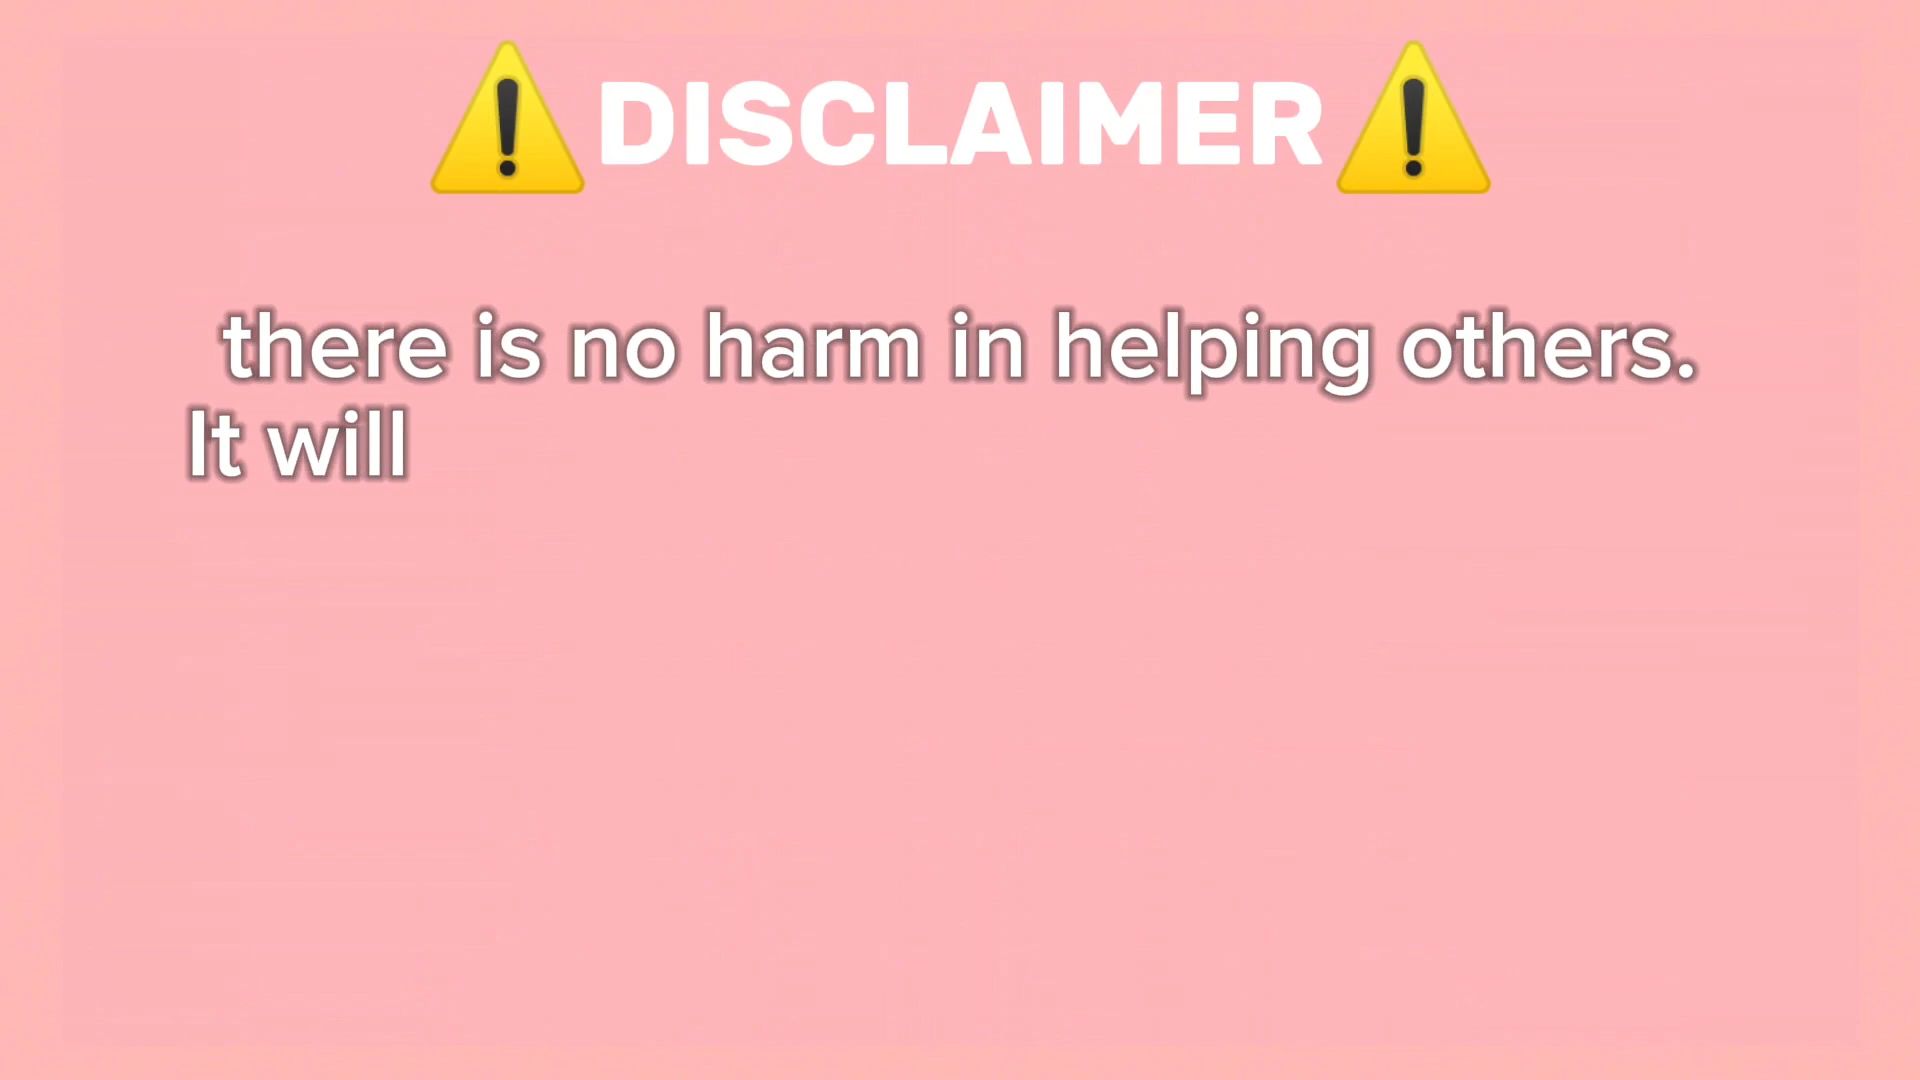 ⚠️DISCLAIMER⚠️
there is no harm in helping others.
It will